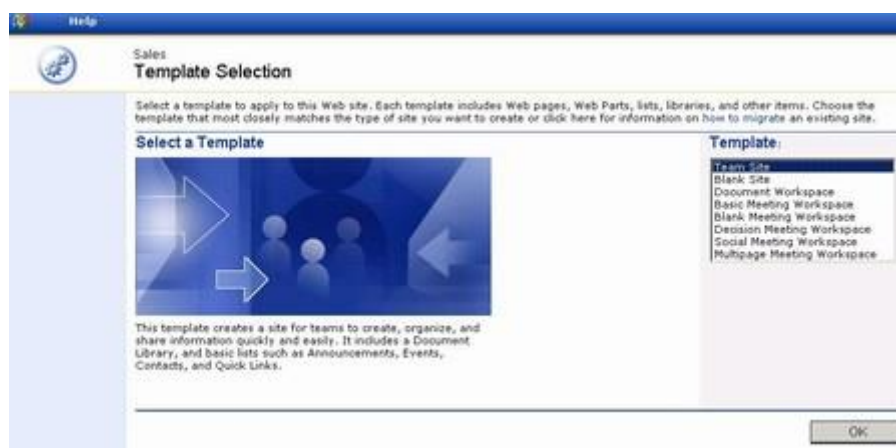 Help
Sales
Template Selection
Select a template to apply to this Web site. Each template includes Web pages, Web Parts, lists, libraries, and other items. Choose the
template that most closely matches the type of site you want to create or click here for information on how to migrate an existing site.
Select a Template
Template:
Team Site
Blank Site
Document Workspace
Basic Meeting Workspace
Blank Meeting Workspace
Decision Meeting Workspace
Social Meeting Workspace
Multipage Meeting Workspace
This template creates a site for teams to create, organize, and
share information quickly and easily. It includes a Document
Library, and basic lists such as Announcements, Events,
Contacts, and Quick Links.
OK